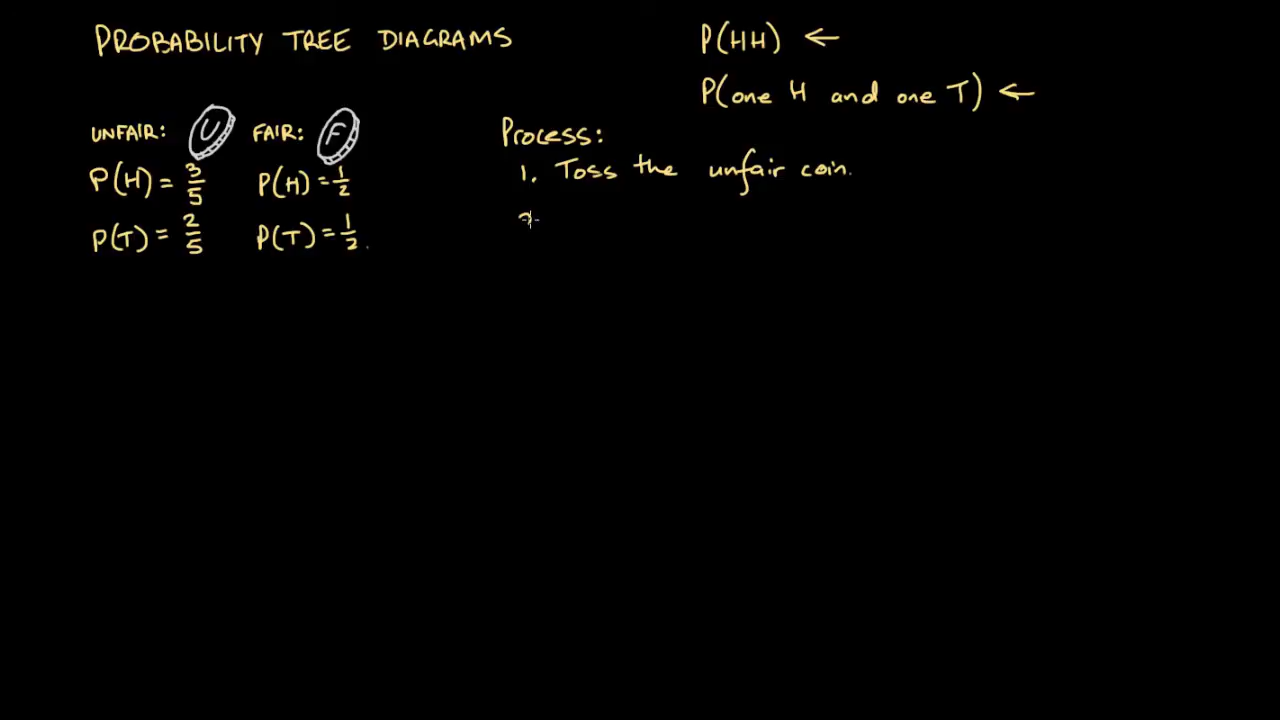 PROBABILITY TREE DIAGRAMS
P(HH) ←
P(one H and one T) ←
UNFAIR: U FAIR: F
P(H) = 3/5 P(H) = 1/2
P(T) = 2/5 P(T) = 1/2.
Process:
1. Toss the unfair coin.